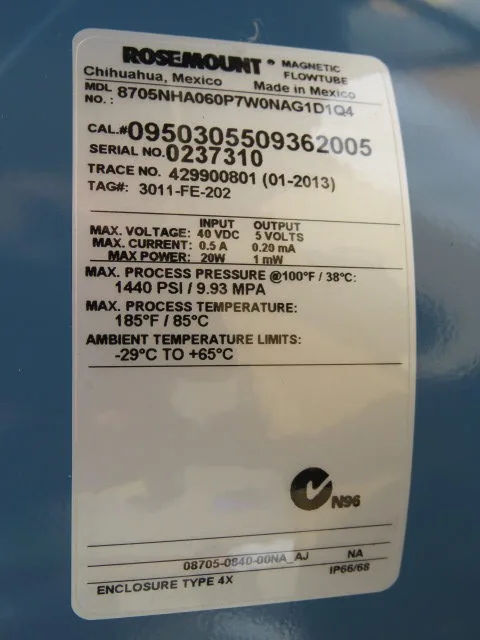 ROSEMOUNT® MAGNETIC FLOWTUBE
Chihuahua, Mexico Made in Mexico
MDL NO.: 8705NHA060P7W0NAG1D1Q4
CAL.# 0950305509362005
SERIAL NO. 0237310
TRACE NO. 429900801 (01-2013)
TAG#: 3011-FE-202
INPUT OUTPUT
MAX. VOLTAGE: 40 VDC 5 VOLTS
MAX. CURRENT: 0.5 A 0.20 mA
MAX POWER: 20W 1 mW
MAX. PROCESS PRESSURE @100°F / 38°C:
1440 PSI / 9.93 MPA
MAX. PROCESS TEMPERATURE:
185°F / 85°C
AMBIENT TEMPERATURE LIMITS:
-29°C TO +65°C
N96
08705-0840-00NA_AJ NA
ENCLOSURE TYPE 4X IP66/68